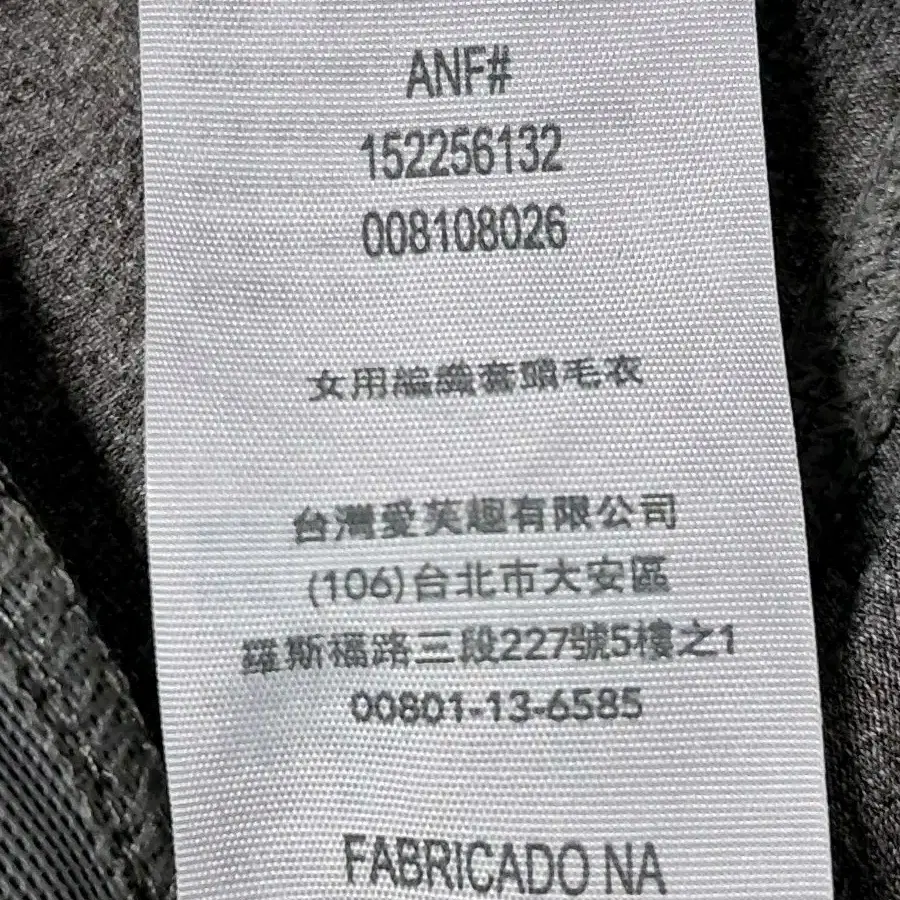 ANF#
152256132
008108026
女用編織套頭毛衣
台灣愛芙趣有限公司
(106)台北市大安區
羅斯福路三段227號5樓之1
00801-13-6585
FABRICADO NA